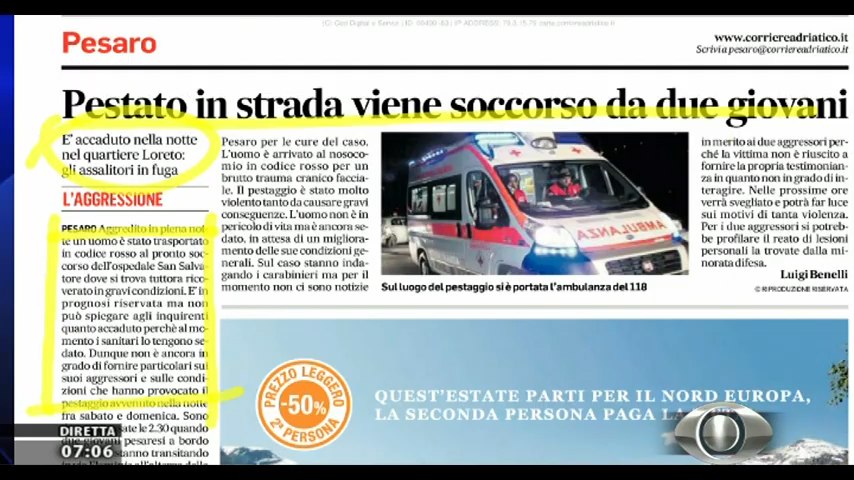 Pesaro
www.corriereadriatico.it
Scrivi a pesaro@corriereadriatico.it
Pestato in strada viene soccorso da due giovani
E' accaduto nella notte
nel quartiere Loreto:
gli assalitori in fuga
L'AGGRESSIONE
PESARO Aggredito in piena not-
te un uomo è stato trasportato
in codice rosso al pronto soc-
corso dell'ospedale San Salva-
tore dove si trova tuttora rico-
verato in gravi condizioni. E' in
prognosi riservata ma non
può spiegare agli inquirenti
quanto accaduto perchè al mo-
mento i sanitari lo tengono se-
dato. Dunque non è ancora in
grado di fornire particolari sui
suoi aggressori e sulle condi-
zioni che hanno provocato il
pestaggio avvenuto nella notte
fra sabato e domenica. Sono
ate le 2.30 quando
due giovani pesaresi a bordo
stanno transitando
Pesaro per le cure del caso.
L'uomo è arrivato al nosoco-
mio in codice rosso per un
brutto trauma cranico faccia-
le. Il pestaggio è stato molto
violento tanto da causare gravi
conseguenze. L'uomo non è in
pericolo di vita ma è ancora se-
dato, in attesa di un migliora-
mento delle sue condizioni ge-
nerali. Sul caso stanno inda-
gando i carabinieri ma per il
momento non ci sono notizie
AMBULANZA
Sul luogo del pestaggio si è portata l'ambulanza del 118
in merito ai due aggressori per-
ché la vittima non è riuscito a
fornire la propria testimonian-
za in quanto non in grado di in-
teragire. Nelle prossime ore
verrà svegliato e potrà far luce
sui motivi di tanta violenza.
Per i due aggressori si potreb-
be profilare il reato di lesioni
personali la trovate dalla mi-
norata difesa.
Luigi Benelli
© RIPRODUZIONE RISERVATA
PREZZO LEGGERO
-50%
2ª PERSONA
QUEST'ESTATE PARTI PER IL NORD EUROPA,
LA SECONDA PERSONA PAGA LA
DIRETTA
07:06